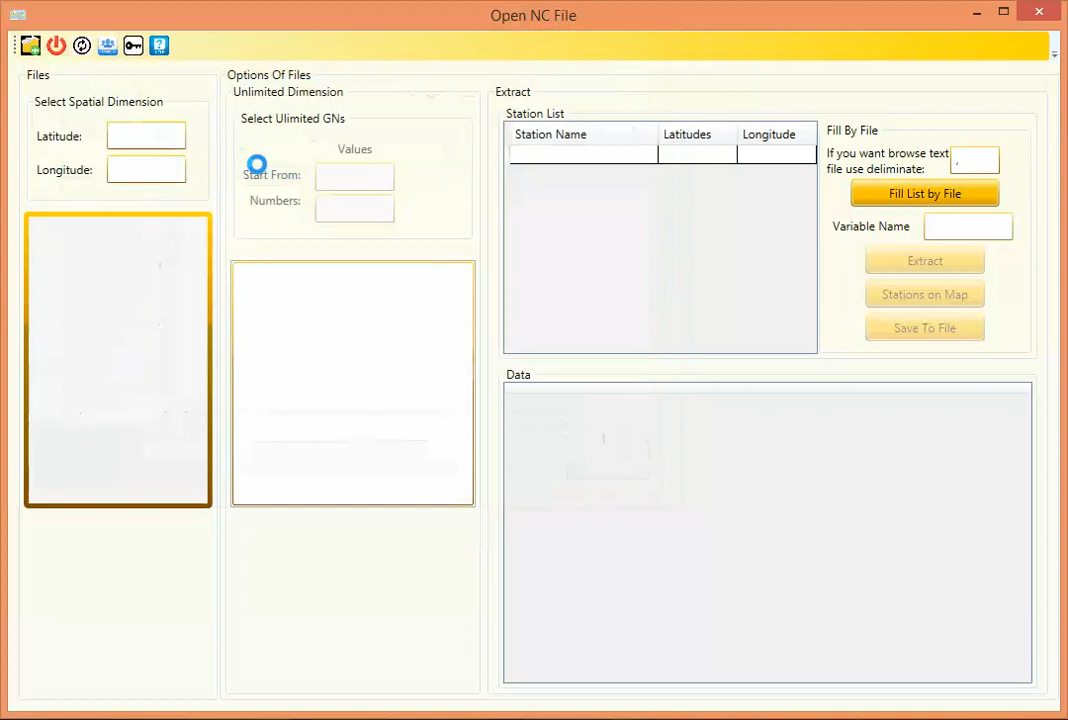 Open NC File
Files
Select Spatial Dimension
Latitude:
Longitude:
Options Of Files
Unlimited Dimension
Select Ulimited GNs
Values
Start From:
Numbers:
Extract
Station List
Station Name Latitudes Longitude
Fill By File
If you want browse text
file use deliminate: ,
Fill List by File
Variable Name
Extract
Stations on Map
Save To File
Data